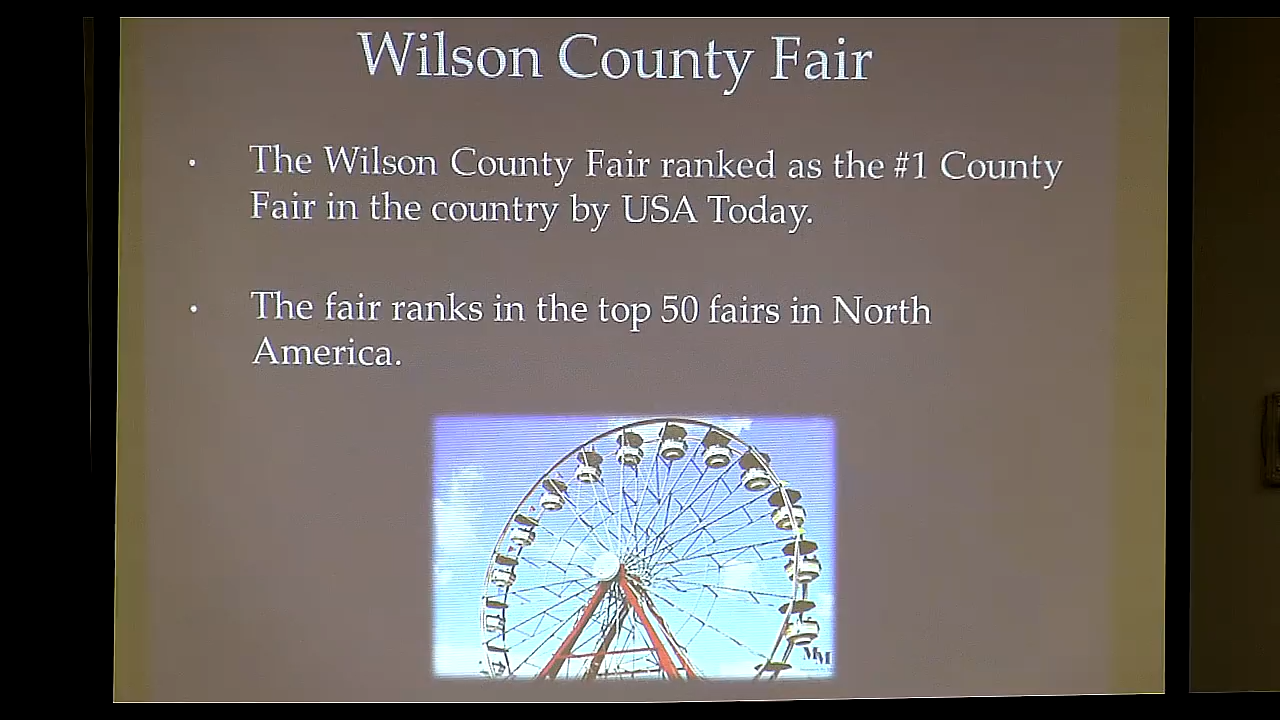 Wilson County Fair
• The Wilson County Fair ranked as the #1 County
Fair in the country by USA Today.
• The fair ranks in the top 50 fairs in North
America.
MM